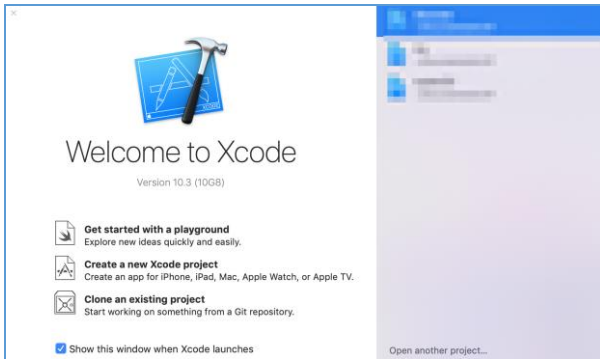 Welcome to Xcode
Version 10.3 (10G8)
Get started with a playground
Explore new ideas quickly and easily.
Create a new Xcode project
Create an app for iPhone, iPad, Mac, Apple Watch, or Apple TV.
Clone an existing project
Start working on something from a Git repository.
Show this window when Xcode launches
Open another project...